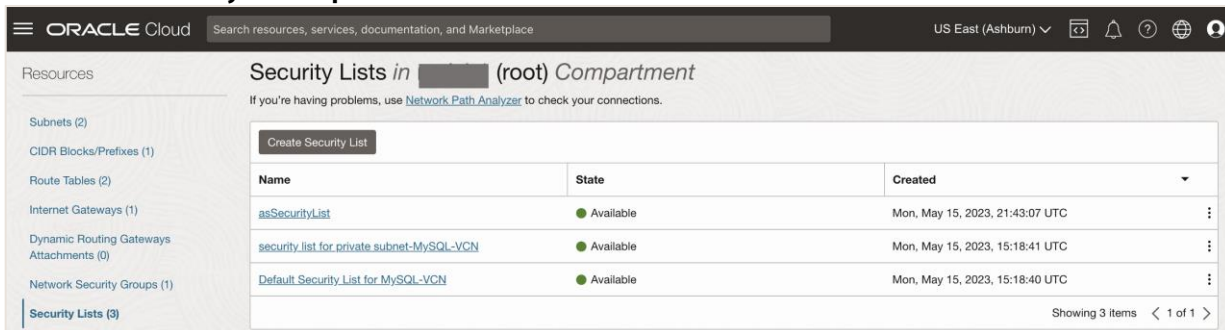 ORACLE Cloud
Search resources, services, documentation, and Marketplace
US East (Ashburn)
Resources
Subnets (2)
CIDR Blocks/Prefixes (1)
Route Tables (2)
Internet Gateways (1)
Dynamic Routing Gateways
Attachments (0)
Network Security Groups (1)
Security Lists (3)
Security Lists in (root) Compartment
If you're having problems, use Network Path Analyzer to check your connections.
Create Security List
Name State Created
asSecurityList Available Mon, May 15, 2023, 21:43:07 UTC
security list for private subnet-MySQL-VCN Available Mon, May 15, 2023, 15:18:41 UTC
Default Security List for MySQL-VCN Available Mon, May 15, 2023, 15:18:40 UTC
Showing 3 items < 1 of 1 >